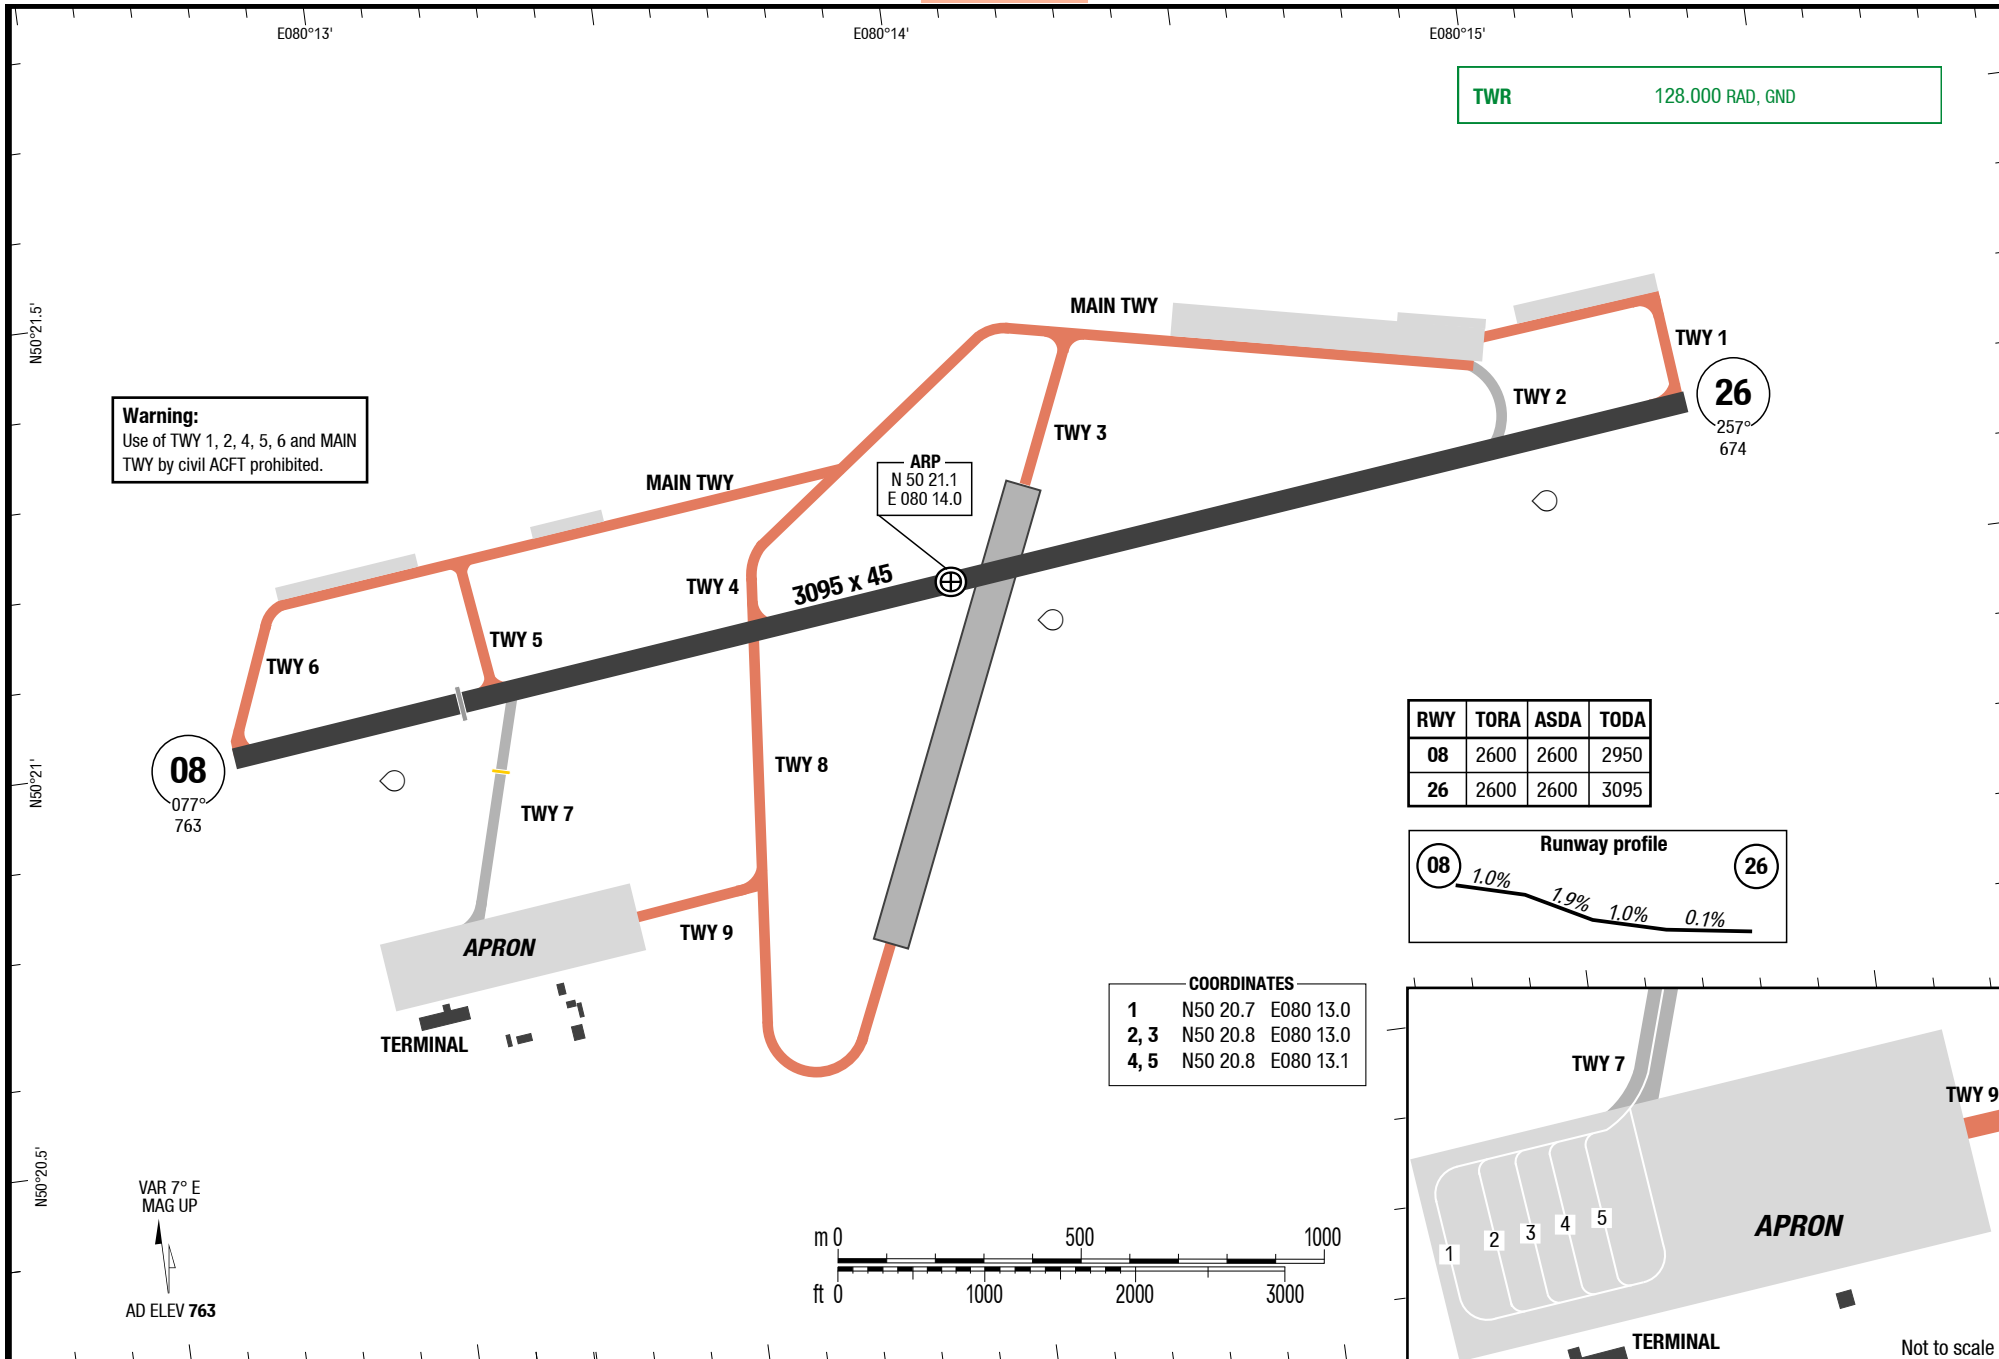 E080°13'
E080°14'
E080°15'
TWR 128.000 RAD, GND
N50°21.5'
MAIN TWY
TWY 1
26
257°
674
TWY 2
Warning:
Use of TWY 1, 2, 4, 5, 6 and MAIN
TWY by civil ACFT prohibited.
TWY 3
ARP
N 50 21.1
E 080 14.0
MAIN TWY
TWY 4
3095 x 45
TWY 5
TWY 6
08
077°
763
N50°21'
TWY 8
TWY 7
RWY TORA ASDA TODA
08 2600 2600 2950
26 2600 2600 3095
Runway profile
08 26
1.0% 1.9% 1.0% 0.1%
TWY 9
APRON
TERMINAL
COORDINATES
1 N50 20.7 E080 13.0
2, 3 N50 20.8 E080 13.0
4, 5 N50 20.8 E080 13.1
TWY 7
TWY 9
APRON
1 2 3 4 5
TERMINAL
Not to scale
N50°20.5'
VAR 7° E
MAG UP
AD ELEV 763
m 0 500 1000
ft 0 1000 2000 3000